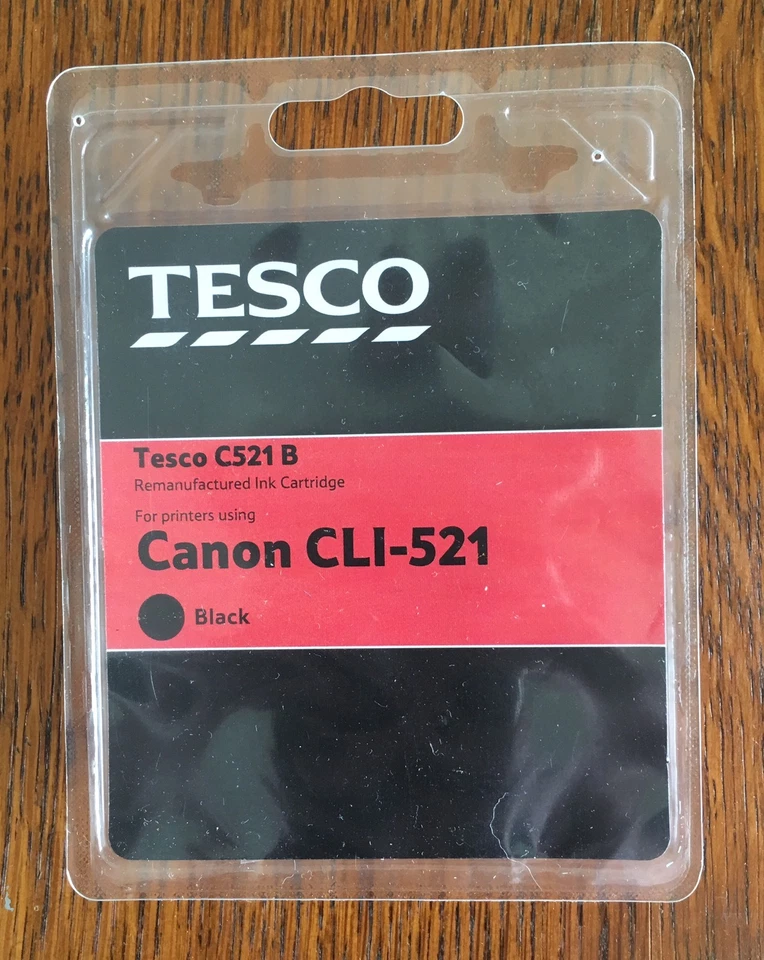 TESCO
Tesco C521 B
Remanufactured Ink Cartridge
For printers using
Canon CLI-521
Black